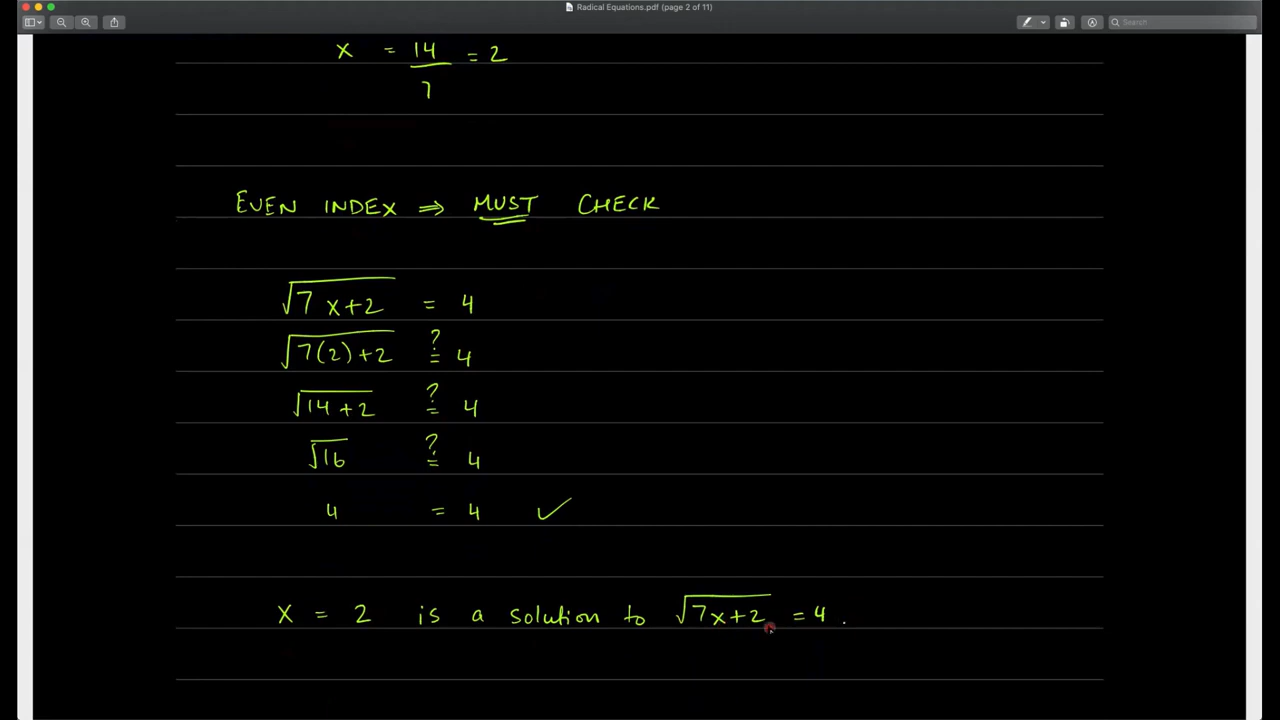 Radical Equations.pdf (page 2 of 11)
Search
x = 14/7 = 2
EVEN INDEX ⇒ MUST CHECK
√7x+2 = 4
√7(2)+2 ≟ 4
√14+2 ≟ 4
√16 ≟ 4
4 = 4 ✓
x = 2 is a solution to √7x+2 = 4.